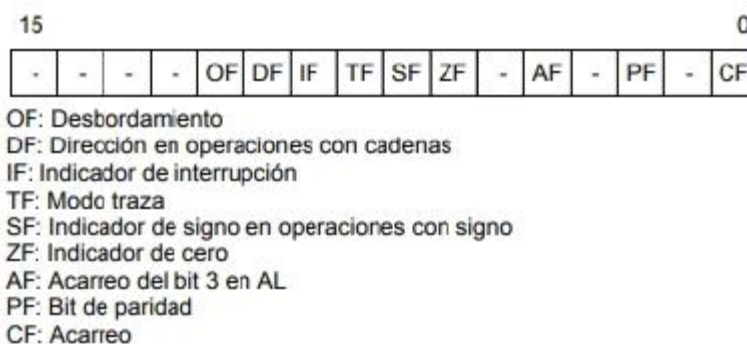 15 0
- - - - OF DF IF TF SF ZF - AF - PF - CF
OF: Desbordamiento
DF: Dirección en operaciones con cadenas
IF: Indicador de interrupción
TF: Modo traza
SF: Indicador de signo en operaciones con signo
ZF: Indicador de cero
AF: Acarreo del bit 3 en AL
PF: Bit de paridad
CF: Acarreo